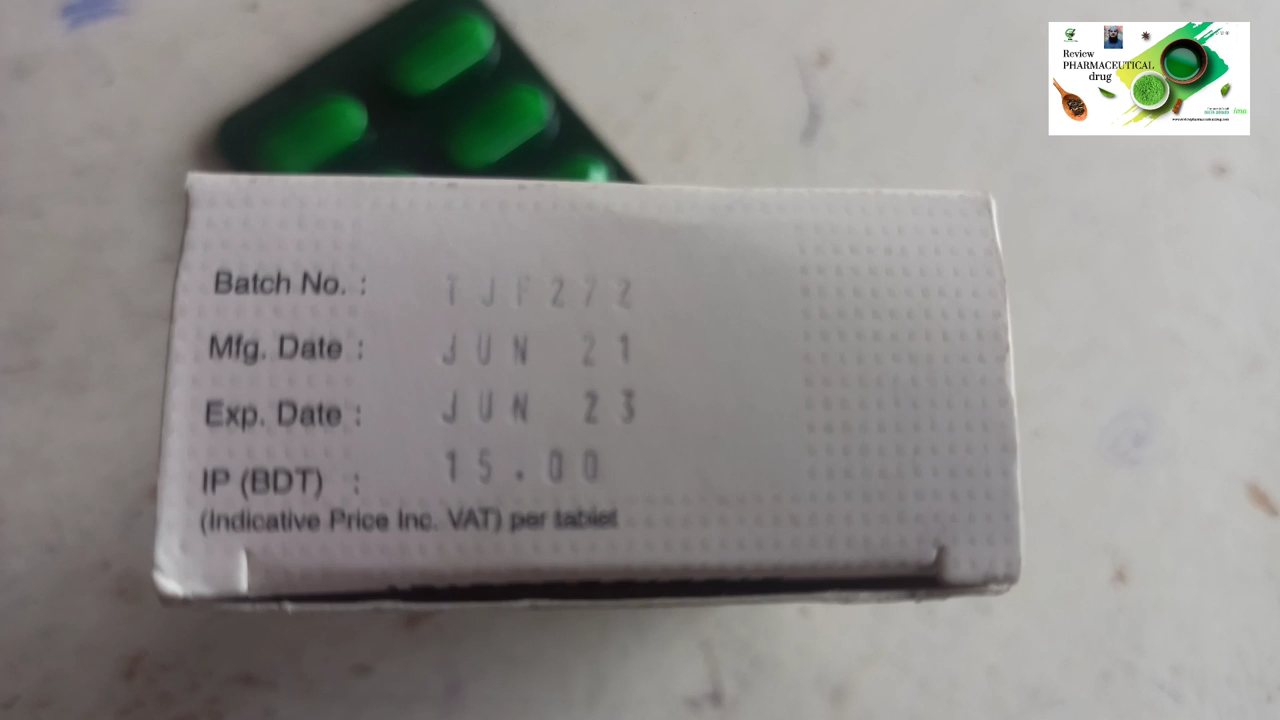 Review
PHARMACEUTICAL
drug
Batch No. : TJF272
Mfg. Date : JUN 21
Exp. Date : JUN 23
IP (BDT) : 15.00
(Indicative Price Inc. VAT) per tablet